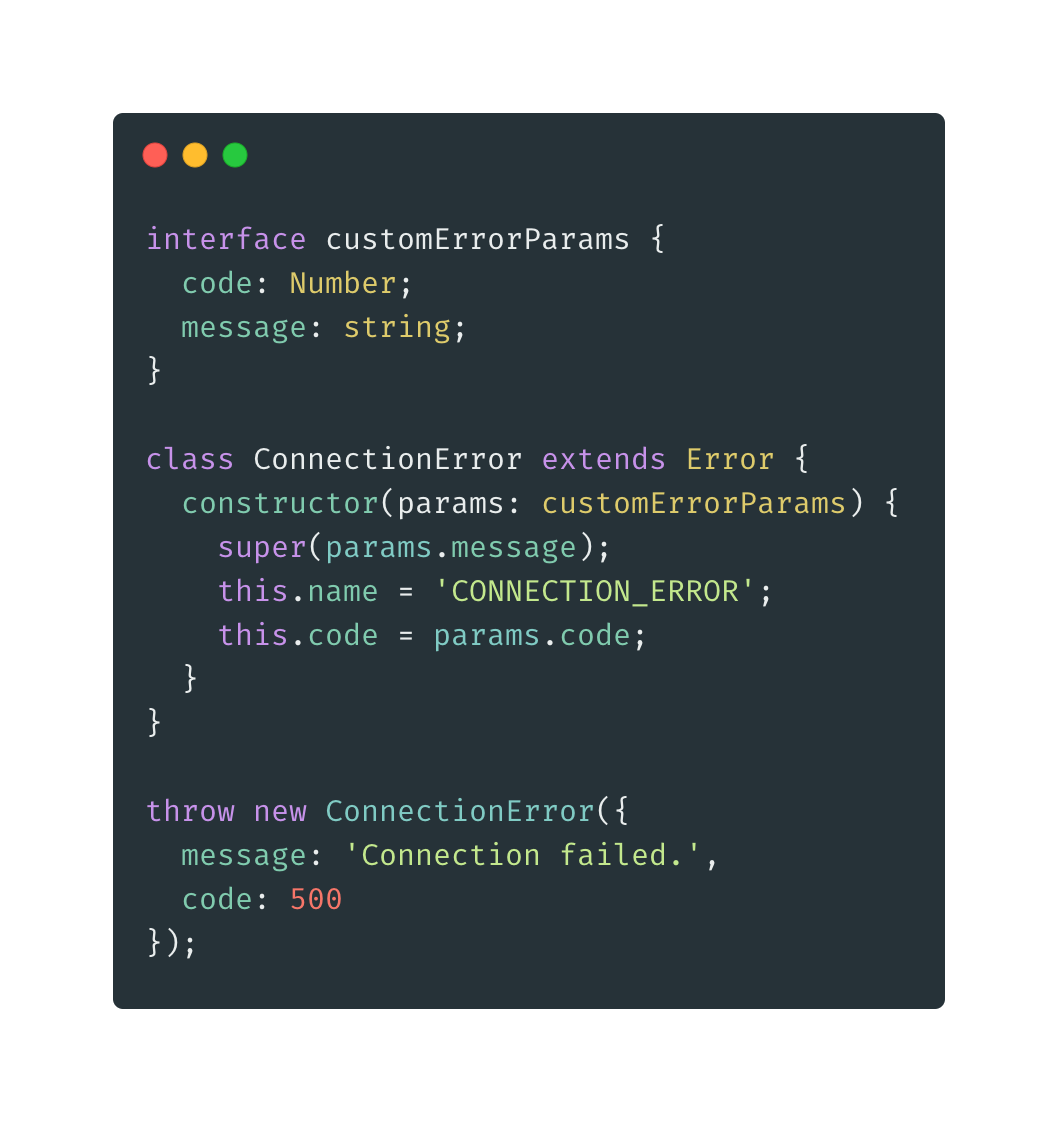 interface customErrorParams {
  code: Number;
  message: string;
}

class ConnectionError extends Error {
  constructor(params: customErrorParams) {
    super(params.message);
    this.name = 'CONNECTION_ERROR';
    this.code = params.code;
  }
}

throw new ConnectionError({
  message: 'Connection failed.',
  code: 500
});